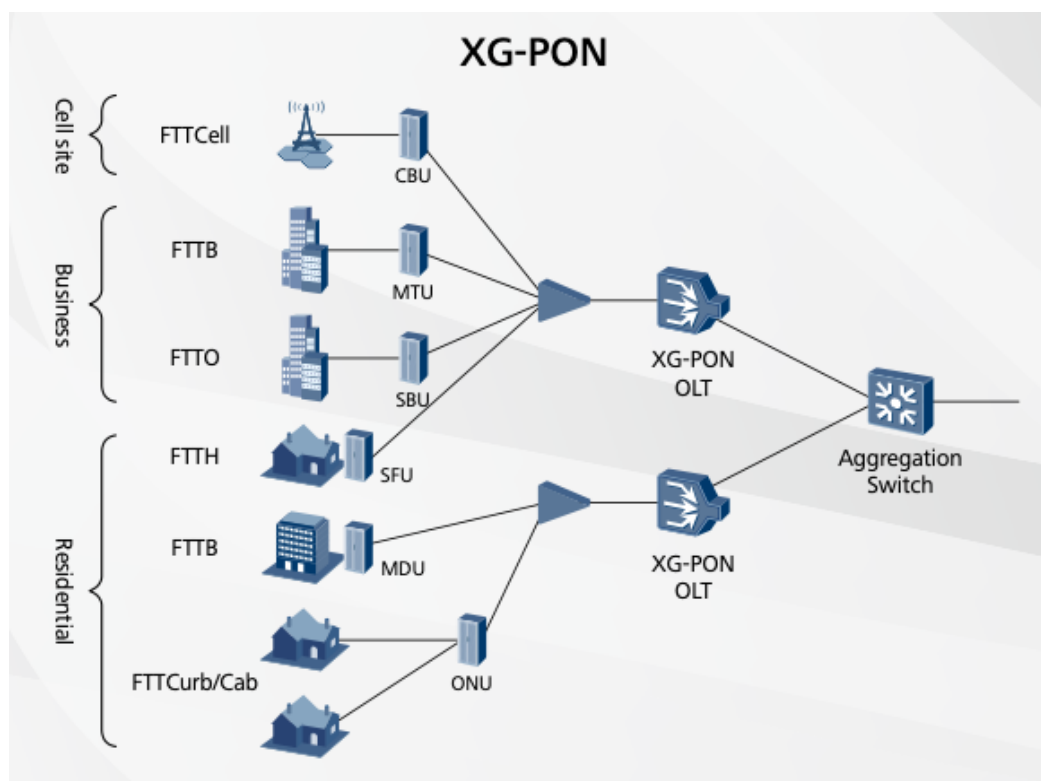 XG-PON
Cell site
FTTCell
CBU
Business
FTTB
MTU
FTTO
SBU
XG-PON
OLT
Aggregation
Switch
Residential
FTTH
SFU
FTTB
MDU
XG-PON
OLT
FTTCurb/Cab
ONU